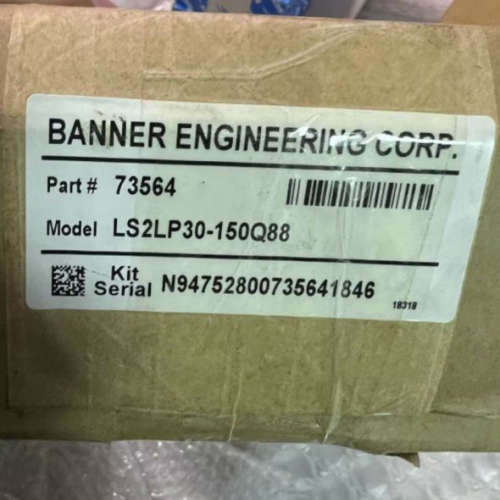 BANNER ENGINEERING CORP.
Part # 73564
Model LS2LP30-150Q88
Kit Serial N94752800735641846
18318